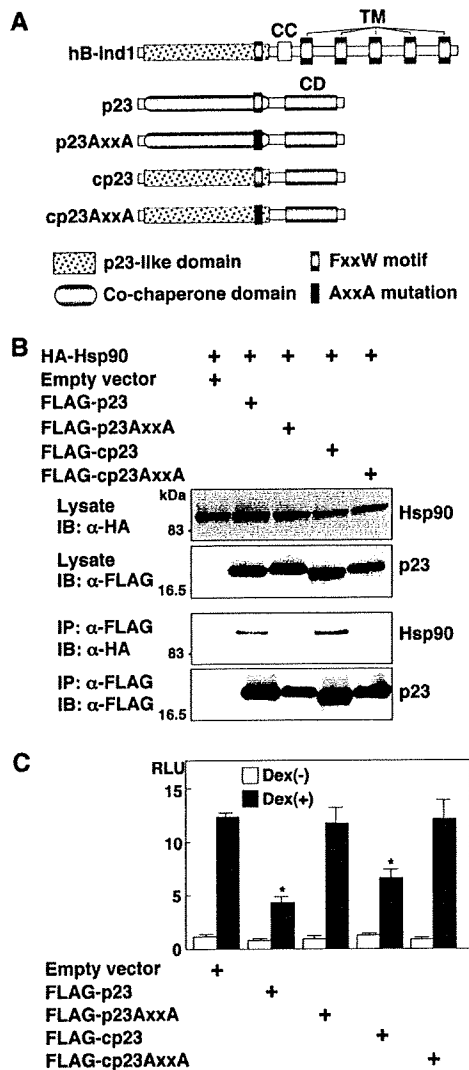 A
CC
TM
hB-Ind1
CD
p23
p23AxxA
cp23
cp23AxxA
p23-like domain
FxxW motif
Co-chaperone domain
AxxA mutation
B
HA-Hsp90 + + + + +
Empty vector +
FLAG-p23 +
FLAG-p23AxxA +
FLAG-cp23 +
FLAG-cp23AxxA +
kDa
Lysate
IB: α-HA
83
Hsp90
Lysate
IB: α-FLAG
16.5
p23
IP: α-FLAG
IB: α-HA
83
Hsp90
IP: α-FLAG
IB: α-FLAG
16.5
p23
C
RLU
Dex(-)
Dex(+)
15
10
5
0
* *
Empty vector +
FLAG-p23 +
FLAG-p23AxxA +
FLAG-cp23 +
FLAG-cp23AxxA +